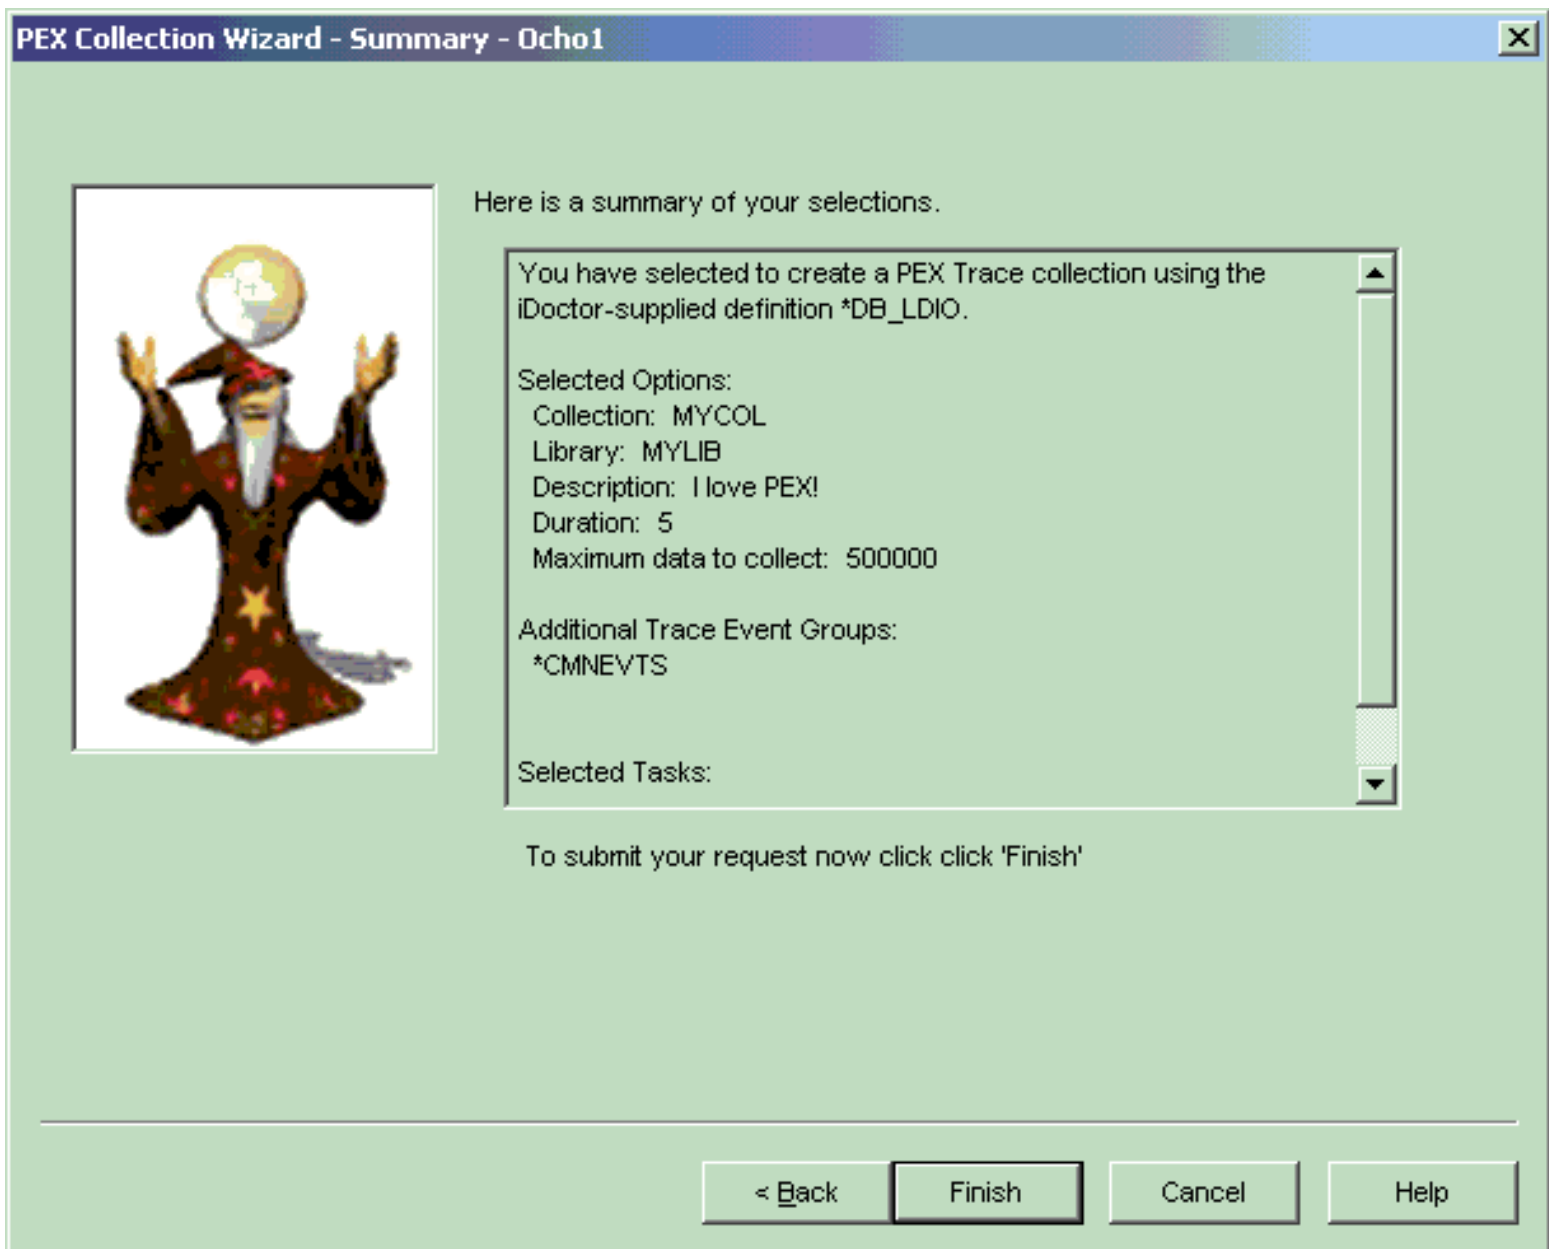 PEX Collection Wizard - Summary - Ocho1
Here is a summary of your selections.
You have selected to create a PEX Trace collection using the
iDoctor-supplied definition *DB_LDIO.
Selected Options:
Collection: MYCOL
Library: MYLIB
Description: I love PEX!
Duration: 5
Maximum data to collect: 500000
Additional Trace Event Groups:
*CMNEVTS
Selected Tasks:
To submit your request now click click 'Finish'
< Back
Finish
Cancel
Help